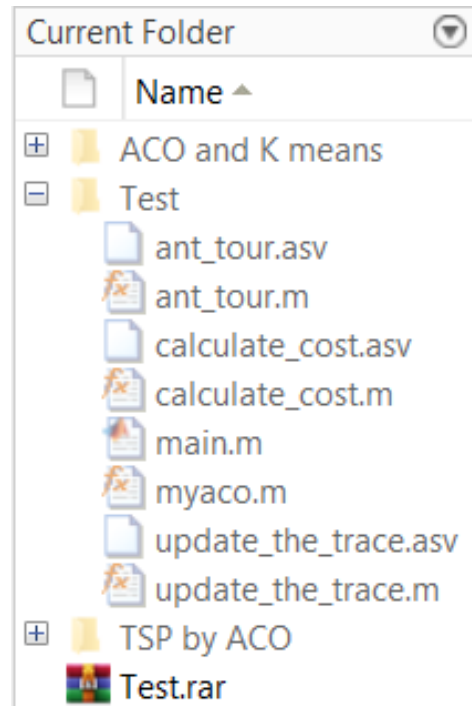 Current Folder
Name
ACO and K means
Test
ant_tour.asv
ant_tour.m
calculate_cost.asv
calculate_cost.m
main.m
myaco.m
update_the_trace.asv
update_the_trace.m
TSP by ACO
Test.rar